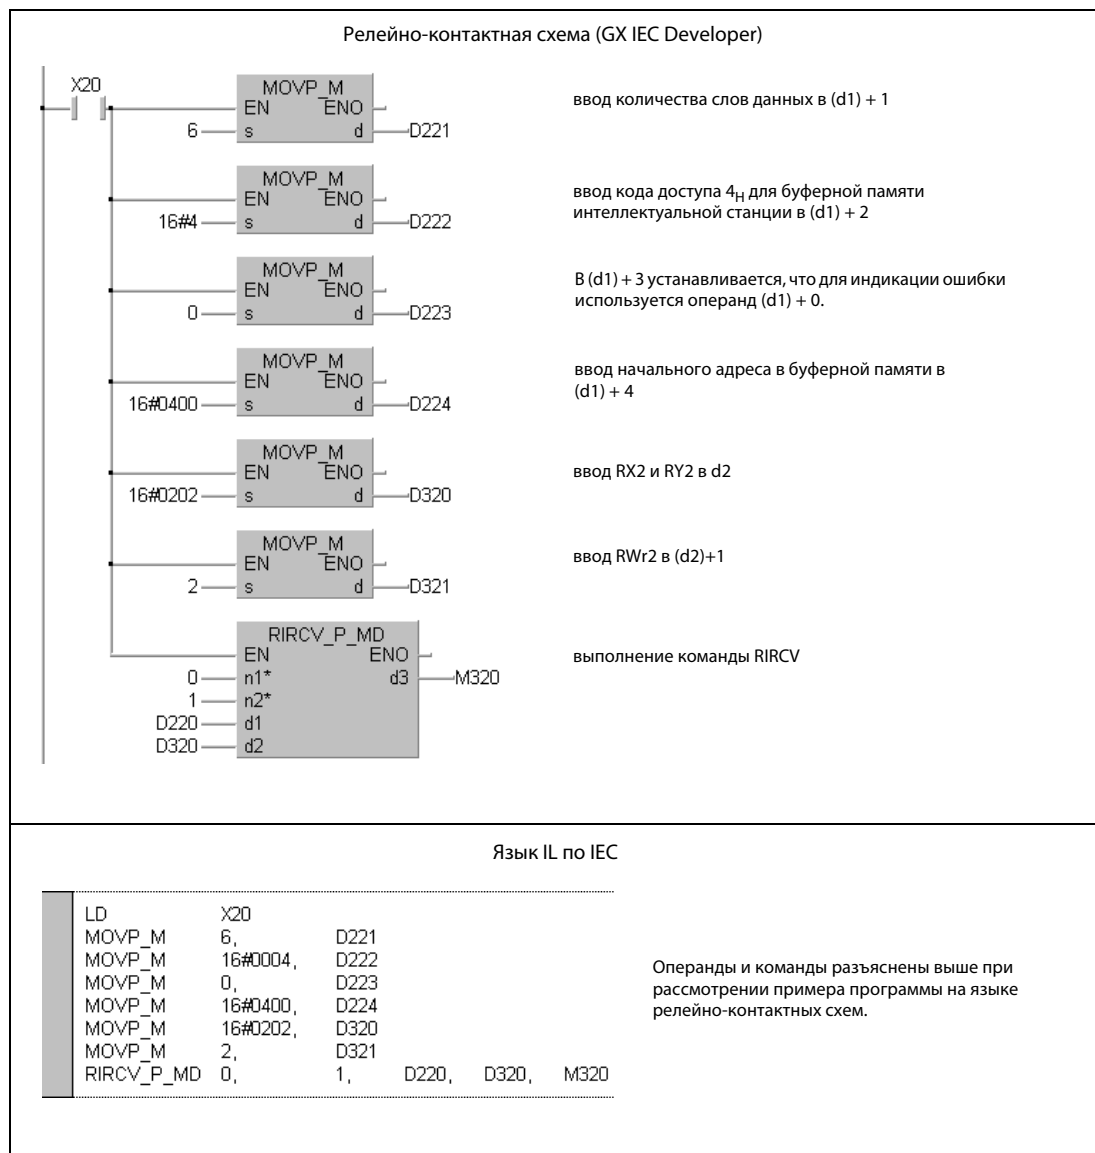 Релейно-контактная схема (GX IEC Developer)
X20
MOVP_M
EN ENO
6 s d D221
ввод количества слов данных в (d1) + 1
MOVP_M
EN ENO
16#4 s d D222
ввод кода доступа 4H для буферной памяти
интеллектуальной станции в (d1) + 2
MOVP_M
EN ENO
0 s d D223
В (d1) + 3 устанавливается, что для индикации ошибки
используется операнд (d1) + 0.
MOVP_M
EN ENO
16#0400 s d D224
ввод начального адреса в буферной памяти в
(d1) + 4
MOVP_M
EN ENO
16#0202 s d D320
ввод RX2 и RY2 в d2
MOVP_M
EN ENO
2 s d D321
ввод RWr2 в (d2)+1
RIRCV_P_MD
EN ENO
0 n1* d3 M320
1 n2*
D220 d1
D320 d2
выполнение команды RIRCV
Язык IL по IEC
LD X20
MOVP_M 6, D221
MOVP_M 16#0004, D222
MOVP_M 0, D223
MOVP_M 16#0400, D224
MOVP_M 16#0202, D320
MOVP_M 2, D321
RIRCV_P_MD 0, 1, D220, D320, M320
Операнды и команды разъяснены выше при
рассмотрении примера программы на языке
релейно-контактных схем.